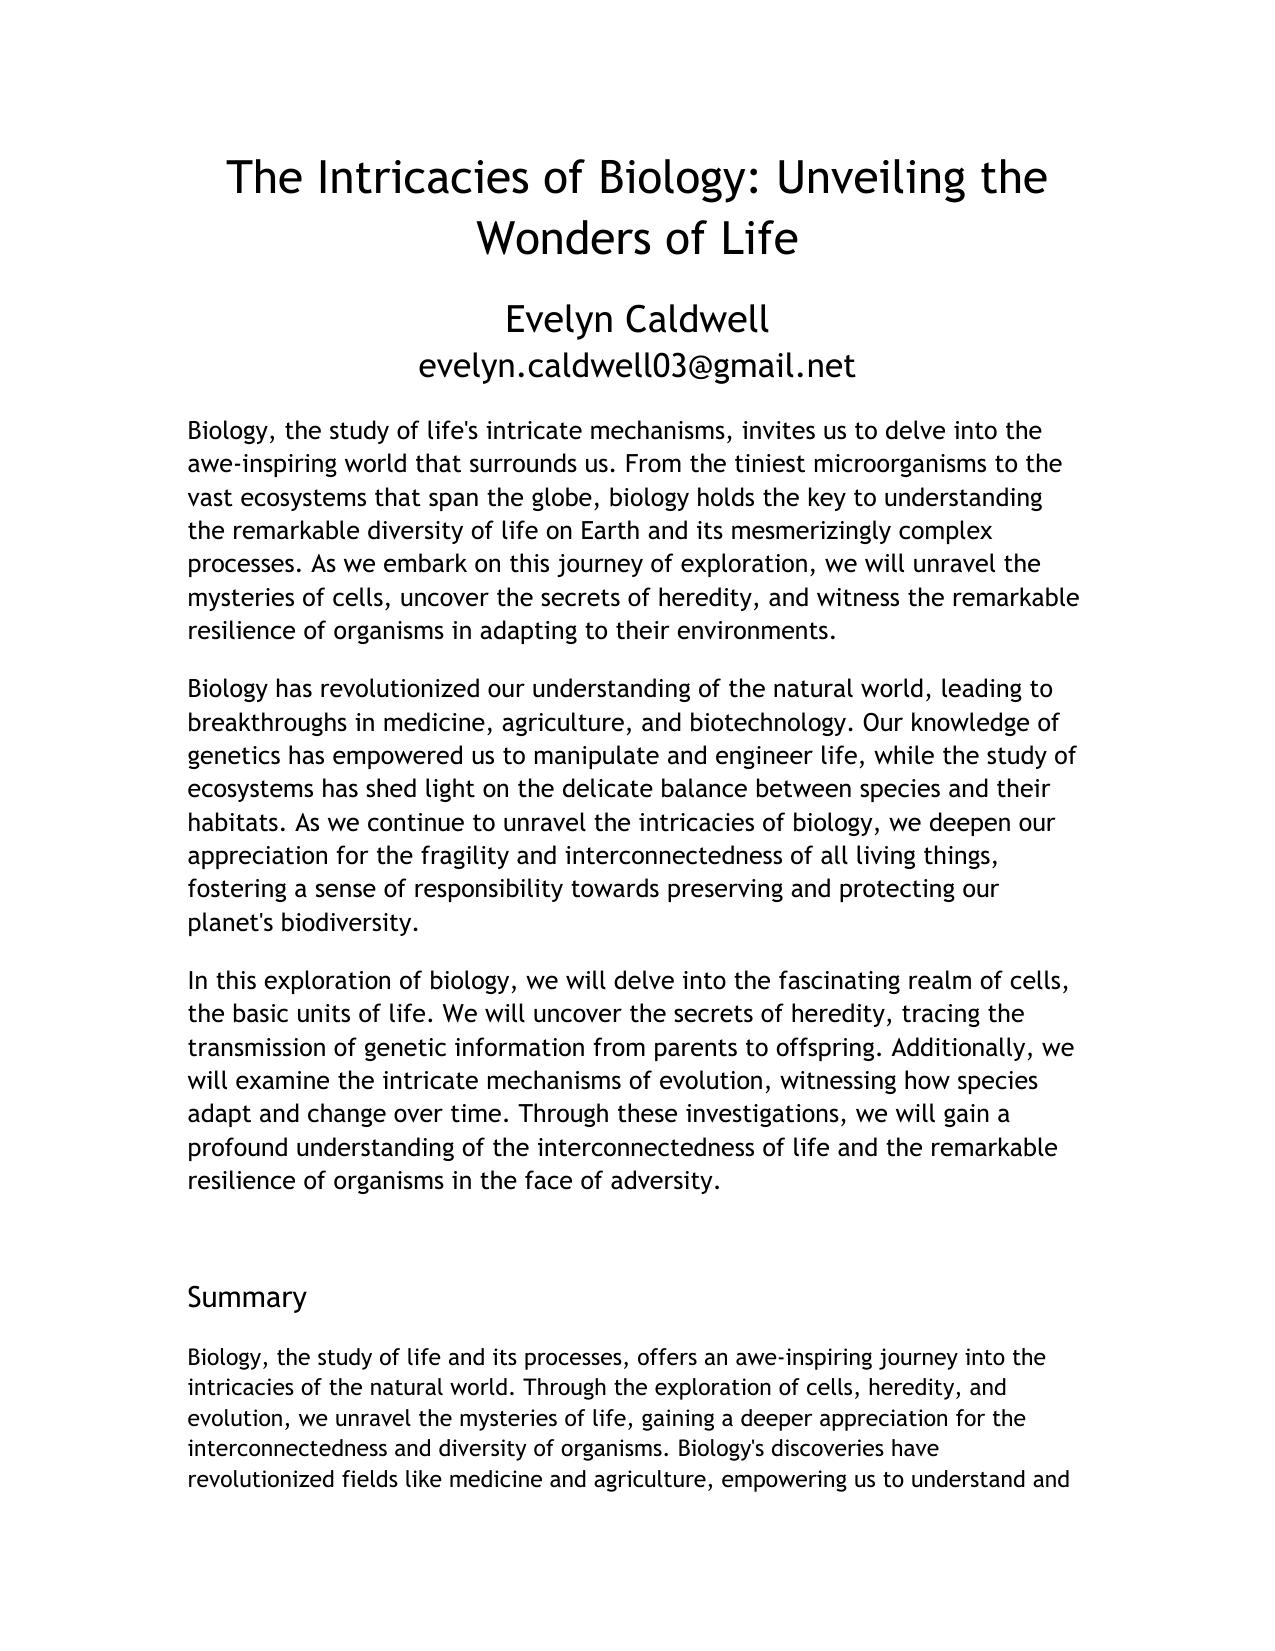 The Intricacies of Biology: Unveiling the
Wonders of Life
Evelyn Caldwell
evelyn.caldwell03@gmail.net
Biology, the study of life's intricate mechanisms, invites us to delve into the
awe-inspiring world that surrounds us. From the tiniest microorganisms to the
vast ecosystems that span the globe, biology holds the key to understanding
the remarkable diversity of life on Earth and its mesmerizingly complex
processes. As we embark on this journey of exploration, we will unravel the
mysteries of cells, uncover the secrets of heredity, and witness the remarkable
resilience of organisms in adapting to their environments.
Biology has revolutionized our understanding of the natural world, leading to
breakthroughs in medicine, agriculture, and biotechnology. Our knowledge of
genetics has empowered us to manipulate and engineer life, while the study of
ecosystems has shed light on the delicate balance between species and their
habitats. As we continue to unravel the intricacies of biology, we deepen our
appreciation for the fragility and interconnectedness of all living things,
fostering a sense of responsibility towards preserving and protecting our
planet's biodiversity.
In this exploration of biology, we will delve into the fascinating realm of cells,
the basic units of life. We will uncover the secrets of heredity, tracing the
transmission of genetic information from parents to offspring. Additionally, we
will examine the intricate mechanisms of evolution, witnessing how species
adapt and change over time. Through these investigations, we will gain a
profound understanding of the interconnectedness of life and the remarkable
resilience of organisms in the face of adversity.
Summary
Biology, the study of life and its processes, offers an awe-inspiring journey into the
intricacies of the natural world. Through the exploration of cells, heredity, and
evolution, we unravel the mysteries of life, gaining a deeper appreciation for the
interconnectedness and diversity of organisms. Biology's discoveries have
revolutionized fields like medicine and agriculture, empowering us to understand and